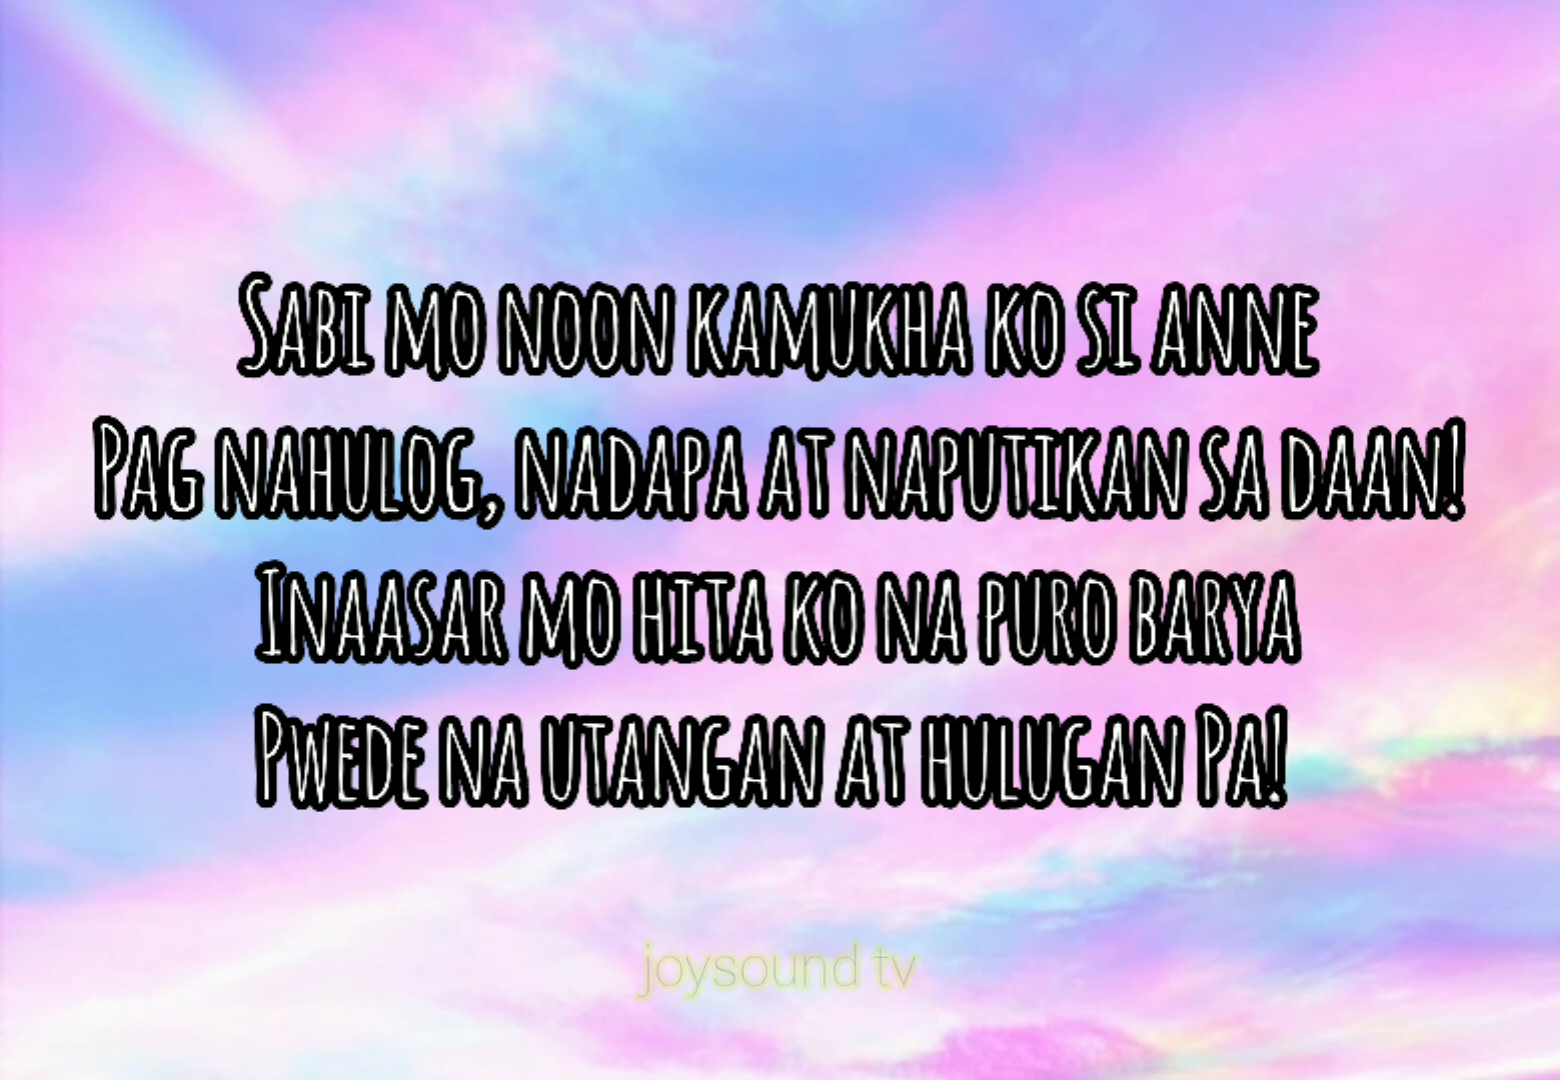 Sabi mo noon kamukha ko si anne
Pag nahulog, nadapa at naputikan sa daan!
Inaasar mo hita ko na puro barya
Pwede na utangan at hulugan Pa!
joysound tv